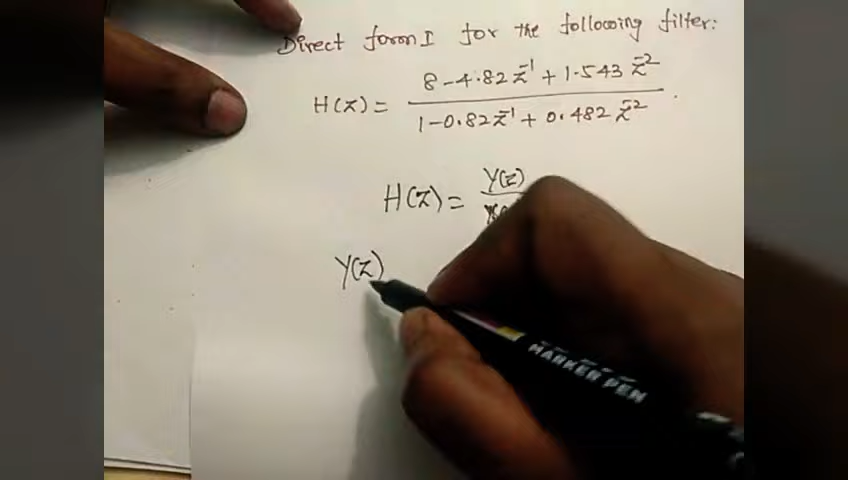 Direct form I for the following filter:
8 - 4.82 z̄¹ + 1.543 z̄²
H(z) =
1 - 0.82 z̄¹ + 0.482 z̄² .
Y(z)
H(z) =
Y(z)
MARKER PEN